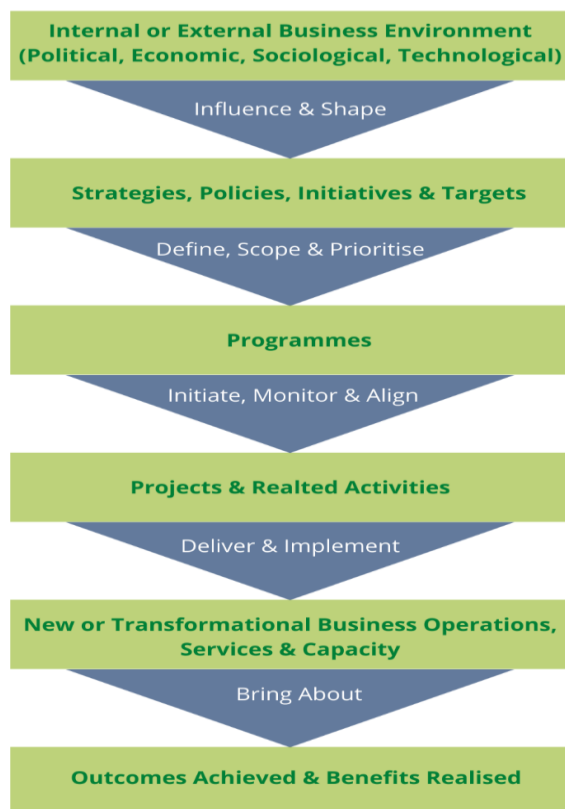 Internal or External Business Environment
(Political, Economic, Sociological, Technological)
Influence & Shape
Strategies, Policies, Initiatives & Targets
Define, Scope & Prioritise
Programmes
Initiate, Monitor & Align
Projects & Realted Activities
Deliver & Implement
New or Transformational Business Operations,
Services & Capacity
Bring About
Outcomes Achieved & Benefits Realised